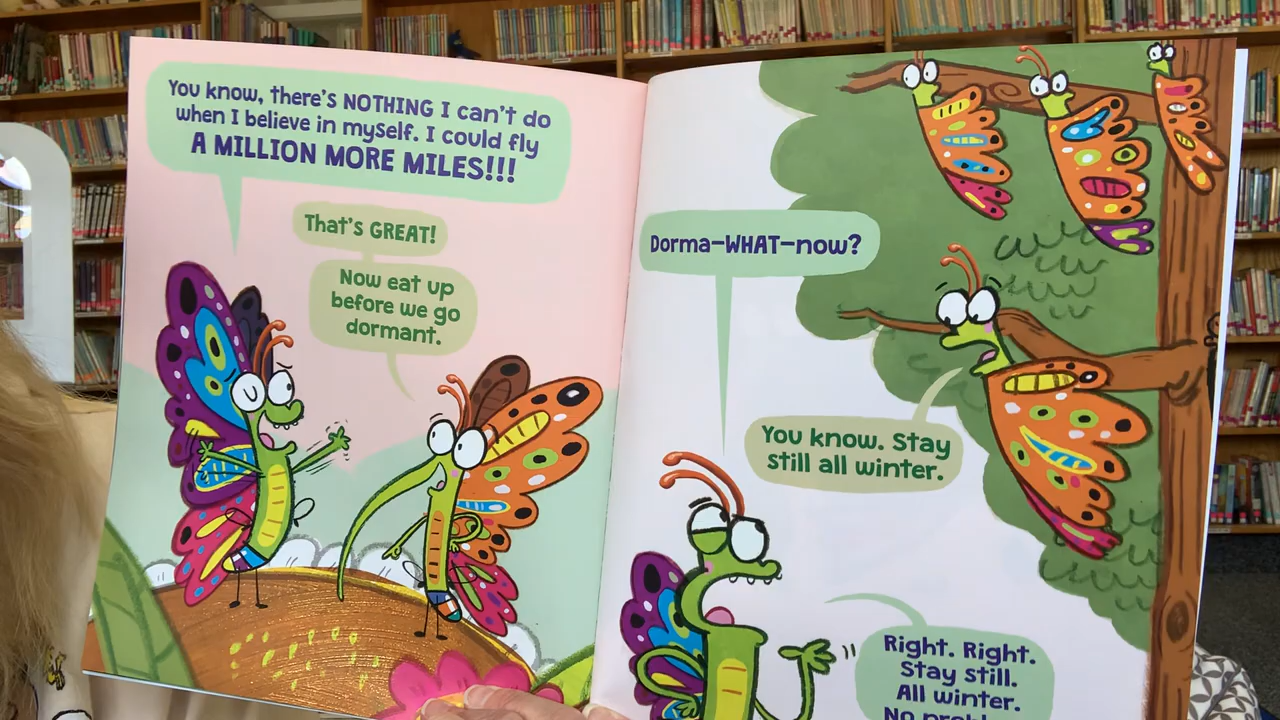 You know, there's NOTHING I can't do
when I believe in myself. I could fly
A MILLION MORE MILES!!!
That's GREAT!
Now eat up
before we go
dormant.
Dorma-WHAT-now?
You know. Stay
still all winter.
Right. Right.
Stay still.
All winter.
No